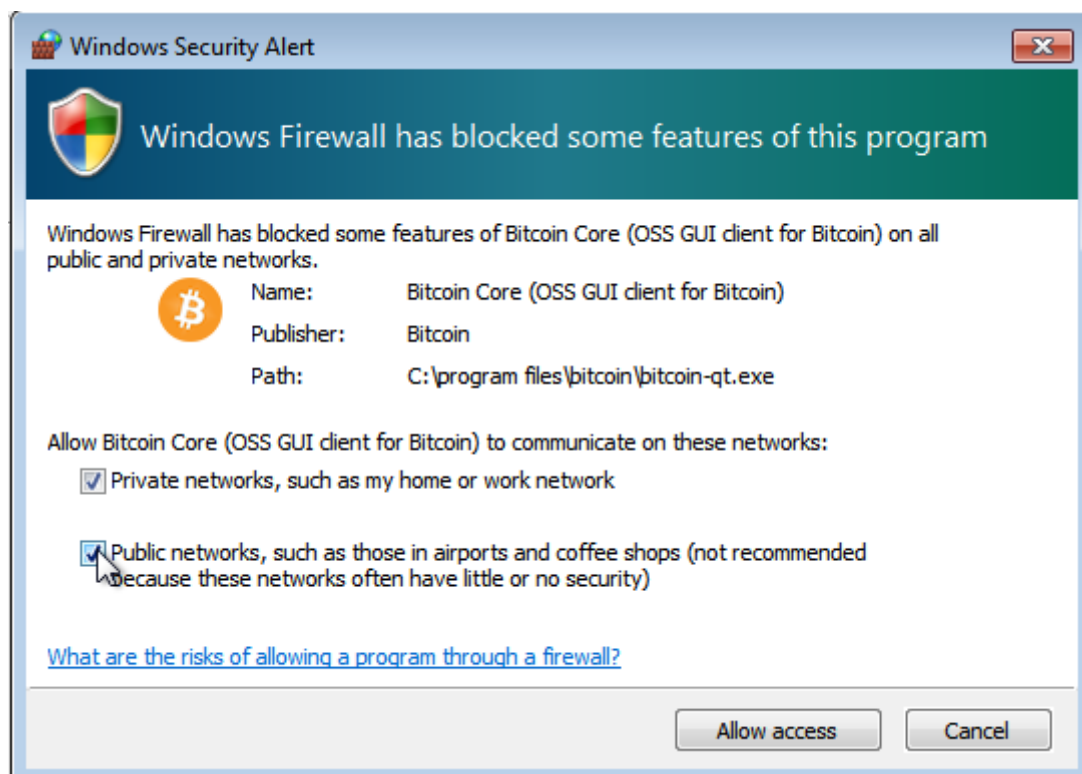 Windows Security Alert
Windows Firewall has blocked some features of this program
Windows Firewall has blocked some features of Bitcoin Core (OSS GUI client for Bitcoin) on all
public and private networks.
Name: Bitcoin Core (OSS GUI client for Bitcoin)
Publisher: Bitcoin
Path: C:\program files\bitcoin\bitcoin-qt.exe
Allow Bitcoin Core (OSS GUI client for Bitcoin) to communicate on these networks:
Private networks, such as my home or work network
Public networks, such as those in airports and coffee shops (not recommended
because these networks often have little or no security)
What are the risks of allowing a program through a firewall?
Allow access Cancel